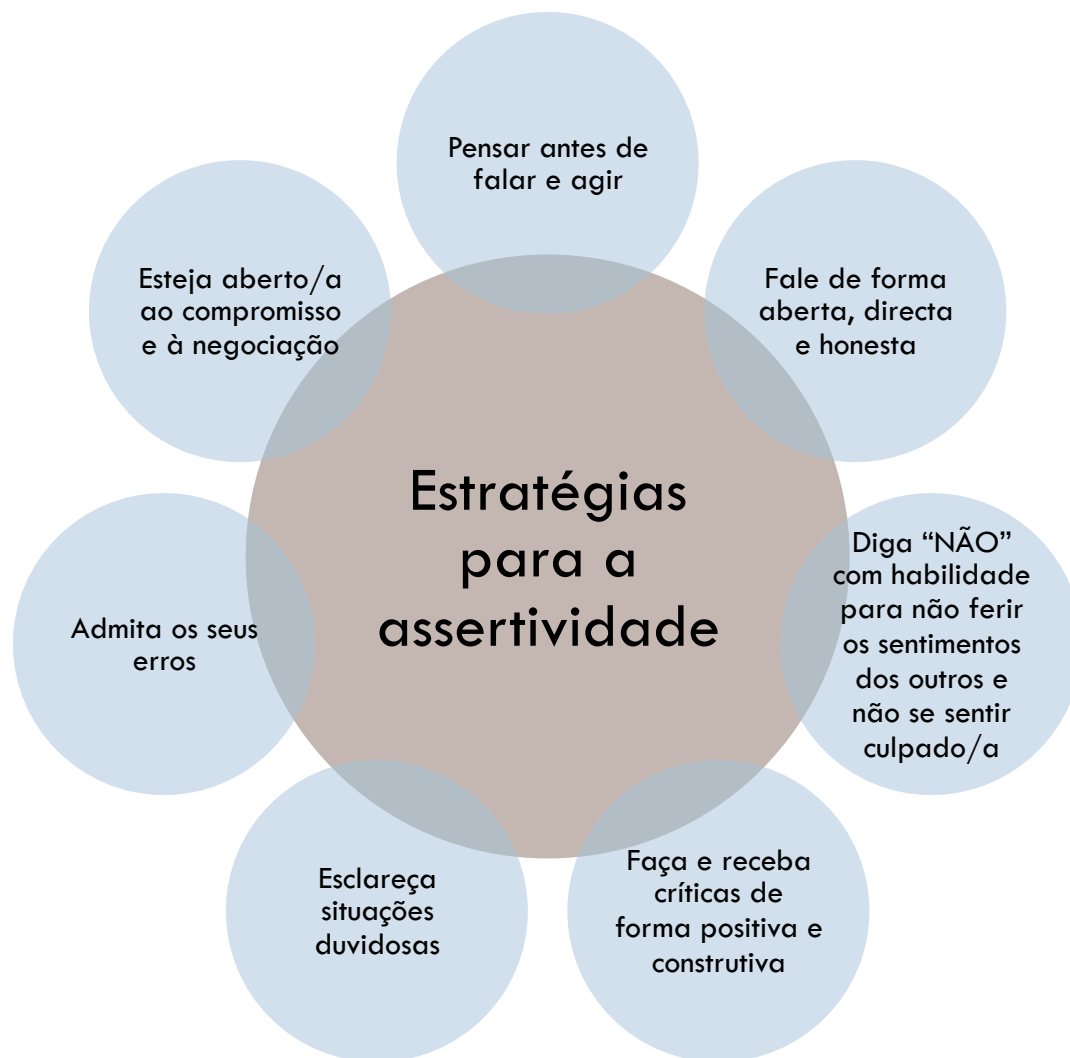 Pensar antes de
falar e agir
Fale de forma
aberta, directa
e honesta
Diga “NÃO”
com habilidade
para não ferir
os sentimentos
dos outros e
não se sentir
culpado/a
Faça e receba
críticas de
forma positiva e
construtiva
Esclareça
situações
duvidosas
Admita os seus
erros
Esteja aberto/a
ao compromisso
e à negociação
Estratégias
para a
assertividade